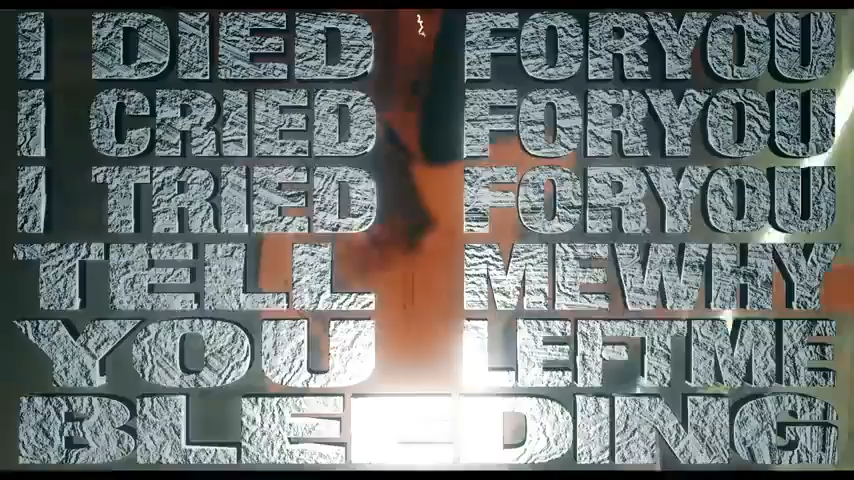 I DIED FORYOU
I CRIED FORYOU
I TRIED FORYOU
TELL MEWHY
YOU LEFTME
BLEEDING